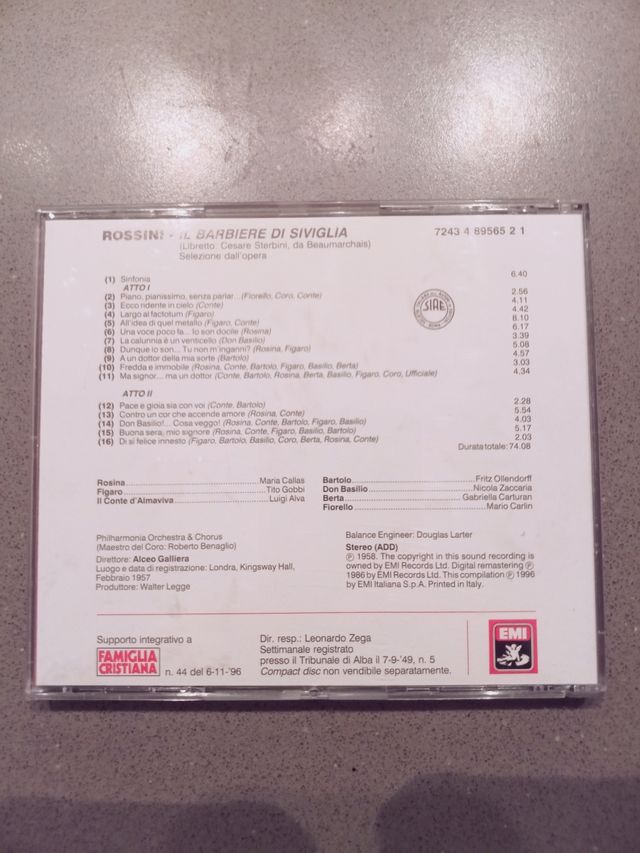 ROSSINI - IL BARBIERE DI SIVIGLIA 7243 4 89565 2 1
(Libretto: Cesare Sterbini, da Beaumarchais)
Selezione dall'opera
(1) Sinfonia 6.40
ATTO I
(2) Piano, pianissimo, senza parlar... (Fiorello, Coro, Conte) 2.56
(3) Ecco ridente in cielo (Conte) 4.11
(4) Largo al factotum (Figaro) 4.42
(5) All'idea di quel metallo (Figaro, Conte) 8.10
(6) Una voce poco fa... Io son docile (Rosina) 6.17
(7) La calunnia è un venticello (Don Basilio) 3.39
(8) Dunque io son... Tu non m'inganni? (Rosina, Figaro) 5.08
(9) A un dottor della mia sorte (Bartolo) 4.57
(10) Fredda e immobile (Rosina, Conte, Bartolo, Figaro, Basilio, Berta) 3.03
(11) Ma signor... ma un dottor (Conte, Bartolo, Rosina, Berta, Basilio, Figaro, Coro, Ufficiale) 4.34
SIAE
ATTO II
(12) Pace e gioia sia con voi (Conte, Bartolo) 2.28
(13) Contro un cor che accende amore (Rosina, Conte) 5.54
(14) Don Basilio!... Cosa veggo! (Rosina, Conte, Bartolo, Figaro, Basilio) 4.03
(15) Buona sera, mio signore (Rosina, Conte, Figaro, Basilio, Bartolo) 5.17
(16) Di sì felice innesto (Figaro, Bartolo, Basilio, Coro, Berta, Rosina, Conte) 2.03
Durata totale: 74.08
Rosina Maria Callas
Figaro Tito Gobbi
Il Conte d'Almaviva Luigi Alva
Bartolo Fritz Ollendorff
Don Basilio Nicola Zaccaria
Berta Gabriella Carturan
Fiorello Mario Carlin
Philharmonia Orchestra & Chorus
(Maestro del Coro: Roberto Benaglio)
Direttore: Alceo Galliera
Luogo e data di registrazione: Londra, Kingsway Hall,
Febbraio 1957
Produttore: Walter Legge
Balance Engineer: Douglas Larter
Stereo (ADD)
℗ 1958. The copyright in this sound recording is
owned by EMI Records Ltd. Digital remastering ℗
1986 by EMI Records Ltd. This compilation ℗ 1996
by EMI Italiana S.p.A. Printed in Italy.
Supporto integrativo a
FAMIGLIA
CRISTIANA n. 44 del 6-11-'96
Dir. resp.: Leonardo Zega
Settimanale registrato
presso il Tribunale di Alba il 7-9-'49, n. 5
Compact disc non vendibile separatamente.
EMI